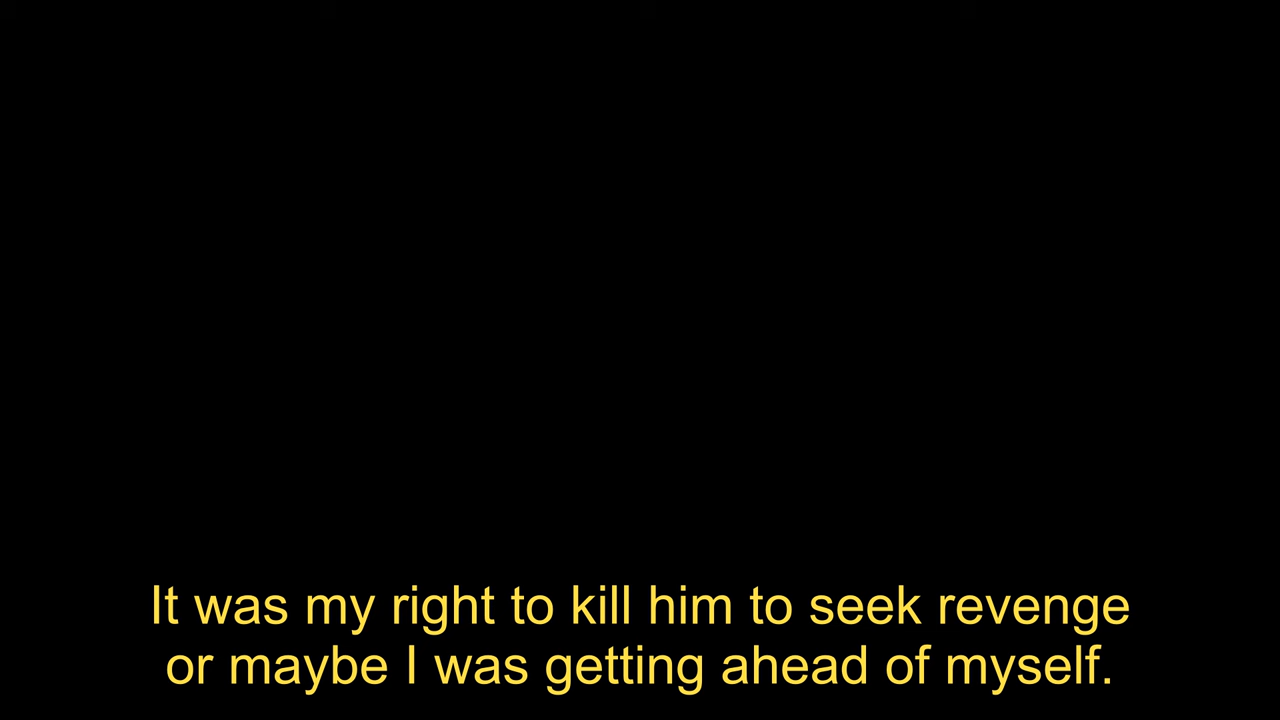 It was my right to kill him to seek revenge
or maybe I was getting ahead of myself.